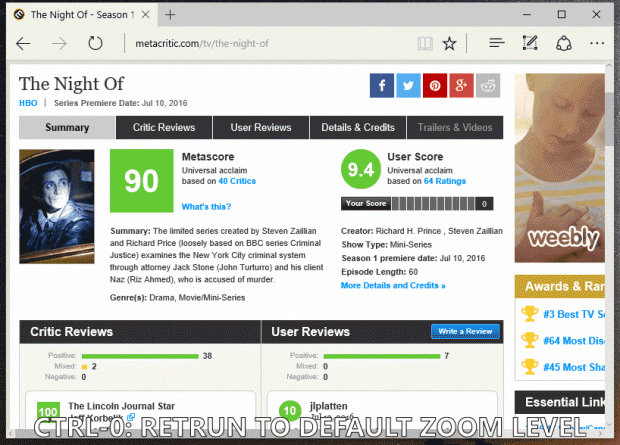 The Night Of - Season 1
metacritic.com/tv/the-night-of
The Night Of
HBO | Series Premiere Date: Jul 10, 2016
Summary Critic Reviews User Reviews Details & Credits Trailers & Videos
90
Metascore
Universal acclaim
based on 40 Critics
What's this?
9.4
User Score
Universal acclaim
based on 64 Ratings
Your Score 0
Summary: The limited series created by Steven Zaillian
and Richard Price (loosely based on BBC series Criminal
Justice) examines the New York City criminal system
through attorney Jack Stone (John Turturro) and his client
Naz (Riz Ahmed), who is accused of murder.
Genre(s): Drama, Movie/Mini-Series
Creator: Richard H. Prince , Steven Zaillian
Show Type: Mini-Series
Season 1 premiere date: Jul 10, 2016
Episode Length: 60
More Details and Credits »
weebly
Awards & Ran
#3 Best TV S
#64 Most Disc
#45 Most Sha
Essential Link
Critic Reviews
Positive: 38
Mixed: 2
Negative: 0
100
The Lincoln Journal Star
Jeff Korbelik
User Reviews Write a Review
Positive: 7
Mixed: 0
Negative: 0
10
jlplatten
CTRL-0: RETRUN TO DEFAULT ZOOM LEVEL